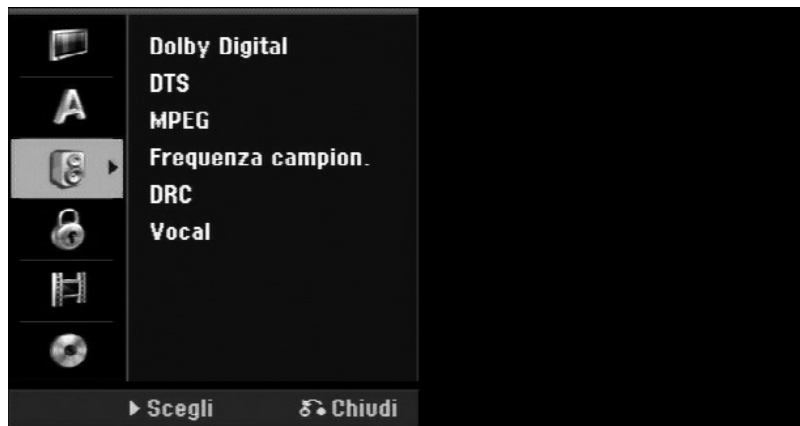 Dolby Digital
DTS
MPEG
Frequenza campion.
DRC
Vocal
Scegli Chiudi